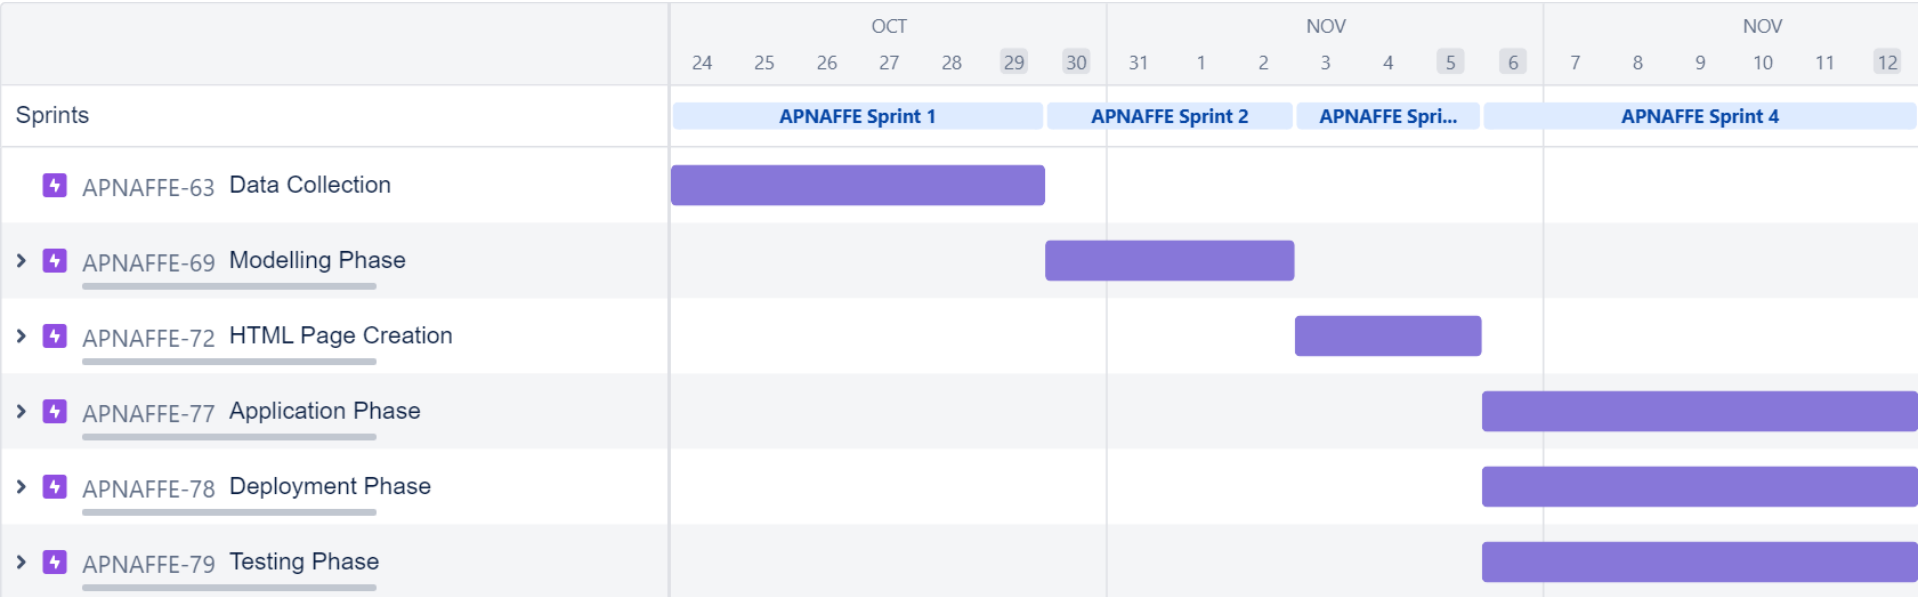 OCT NOV NOV
24 25 26 27 28 29 30 31 1 2 3 4 5 6 7 8 9 10 11 12
Sprints APNAFFE Sprint 1 APNAFFE Sprint 2 APNAFFE Spri... APNAFFE Sprint 4
APNAFFE-63 Data Collection
APNAFFE-69 Modelling Phase
APNAFFE-72 HTML Page Creation
APNAFFE-77 Application Phase
APNAFFE-78 Deployment Phase
APNAFFE-79 Testing Phase